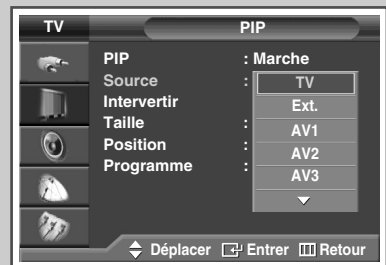 TV PIP
PIP : Marche
Source : TV
Intervertir Ext.
Taille : AV1
Position : AV2
Programme : AV3
Déplacer Entrer Retour